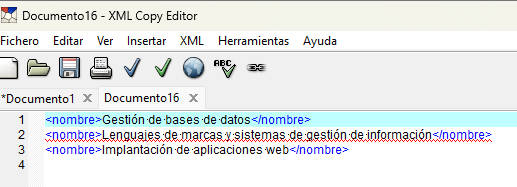 Documento16 - XML Copy Editor
Fichero Editar Ver Insertar XML Herramientas Ayuda
ABC
*Documento1 Documento16
1 <nombre>Gestión·de·bases·de·datos</nombre>
2 <nombre>Lenguajes·de·marcas·y·sistemas·de·gestión·de·información</nombre>
3 <nombre>Implantación·de·aplicaciones·web</nombre>
4